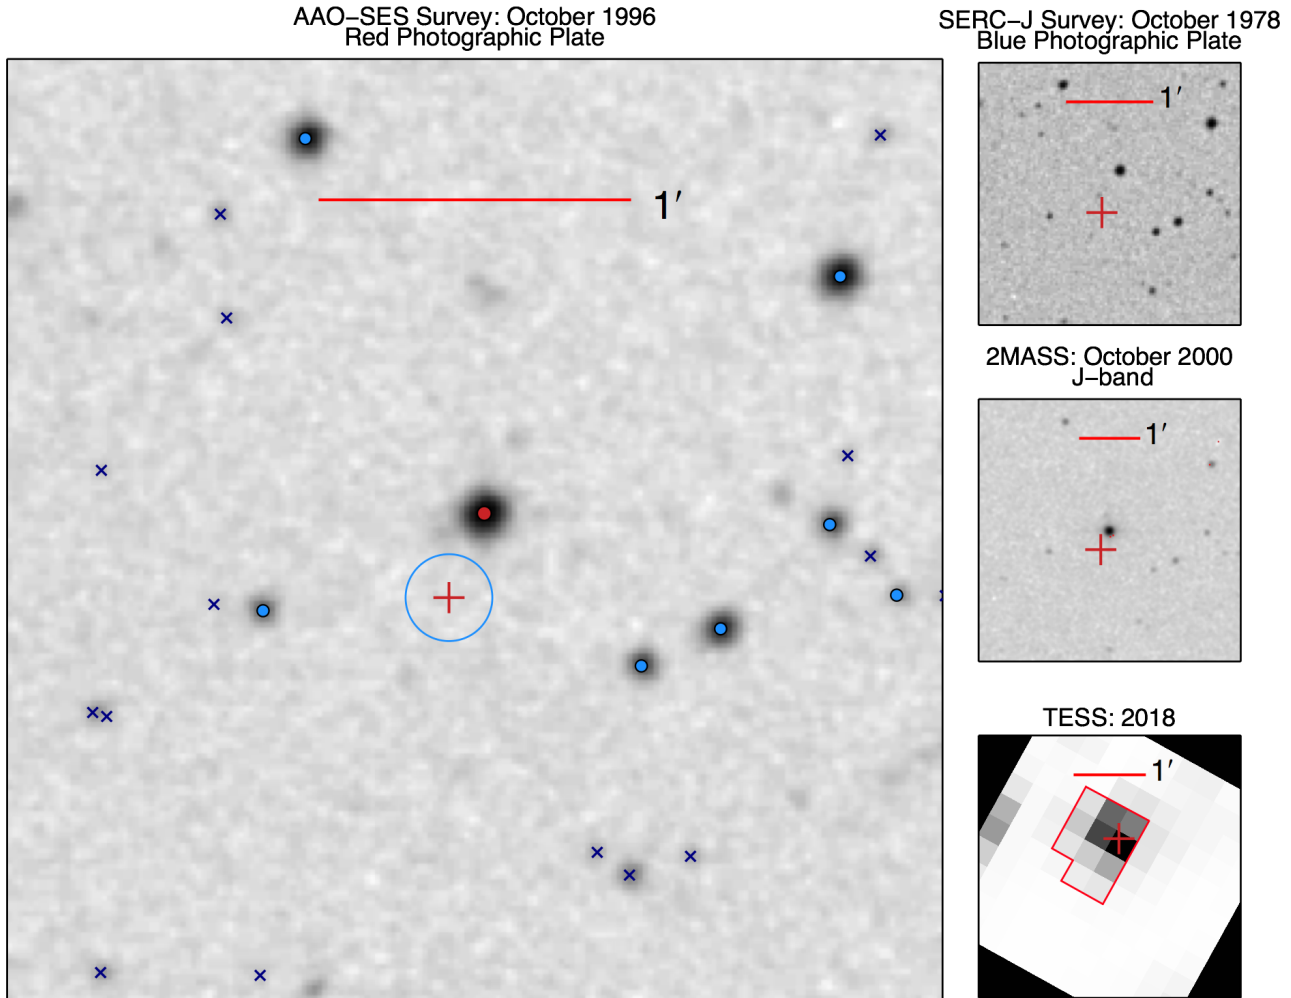 AAO−SES Survey: October 1996
Red Photographic Plate
1′
SERC−J Survey: October 1978
Blue Photographic Plate
1′
2MASS: October 2000
J−band
1′
TESS: 2018
1′